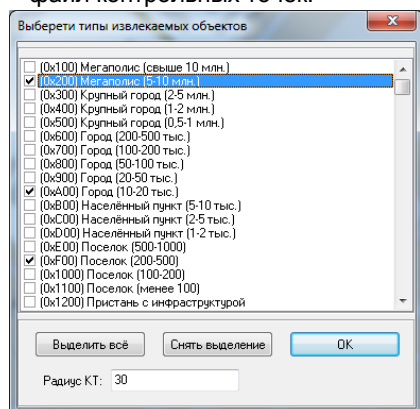 файл контрольных точек.
Выбери типы извлекаемых объектов
(0x100) Мегаполис (свыше 10 млн.)
(0x200) Мегаполис (5-10 млн.)
(0x300) Крупный город (2-5 млн.)
(0x400) Крупный город (1-2 млн.)
(0x500) Крупный город (0,5-1 млн.)
(0x600) Город (200-500 тыс.)
(0x700) Город (100-200 тыс.)
(0x800) Город (50-100 тыс.)
(0x900) Город (20-50 тыс.)
(0xA00) Город (10-20 тыс.)
(0xB00) Населённый пункт (5-10 тыс.)
(0xC00) Населённый пункт (2-5 тыс.)
(0xD00) Населённый пункт (1-2 тыс.)
(0xE00) Поселок (500-1000)
(0xF00) Поселок (200-500)
(0x1000) Поселок (100-200)
(0x1100) Поселок (менее 100)
(0x1200) Пристань с инфраструктурой
Выделить всё Снять выделение OK
Радиус КТ: 30